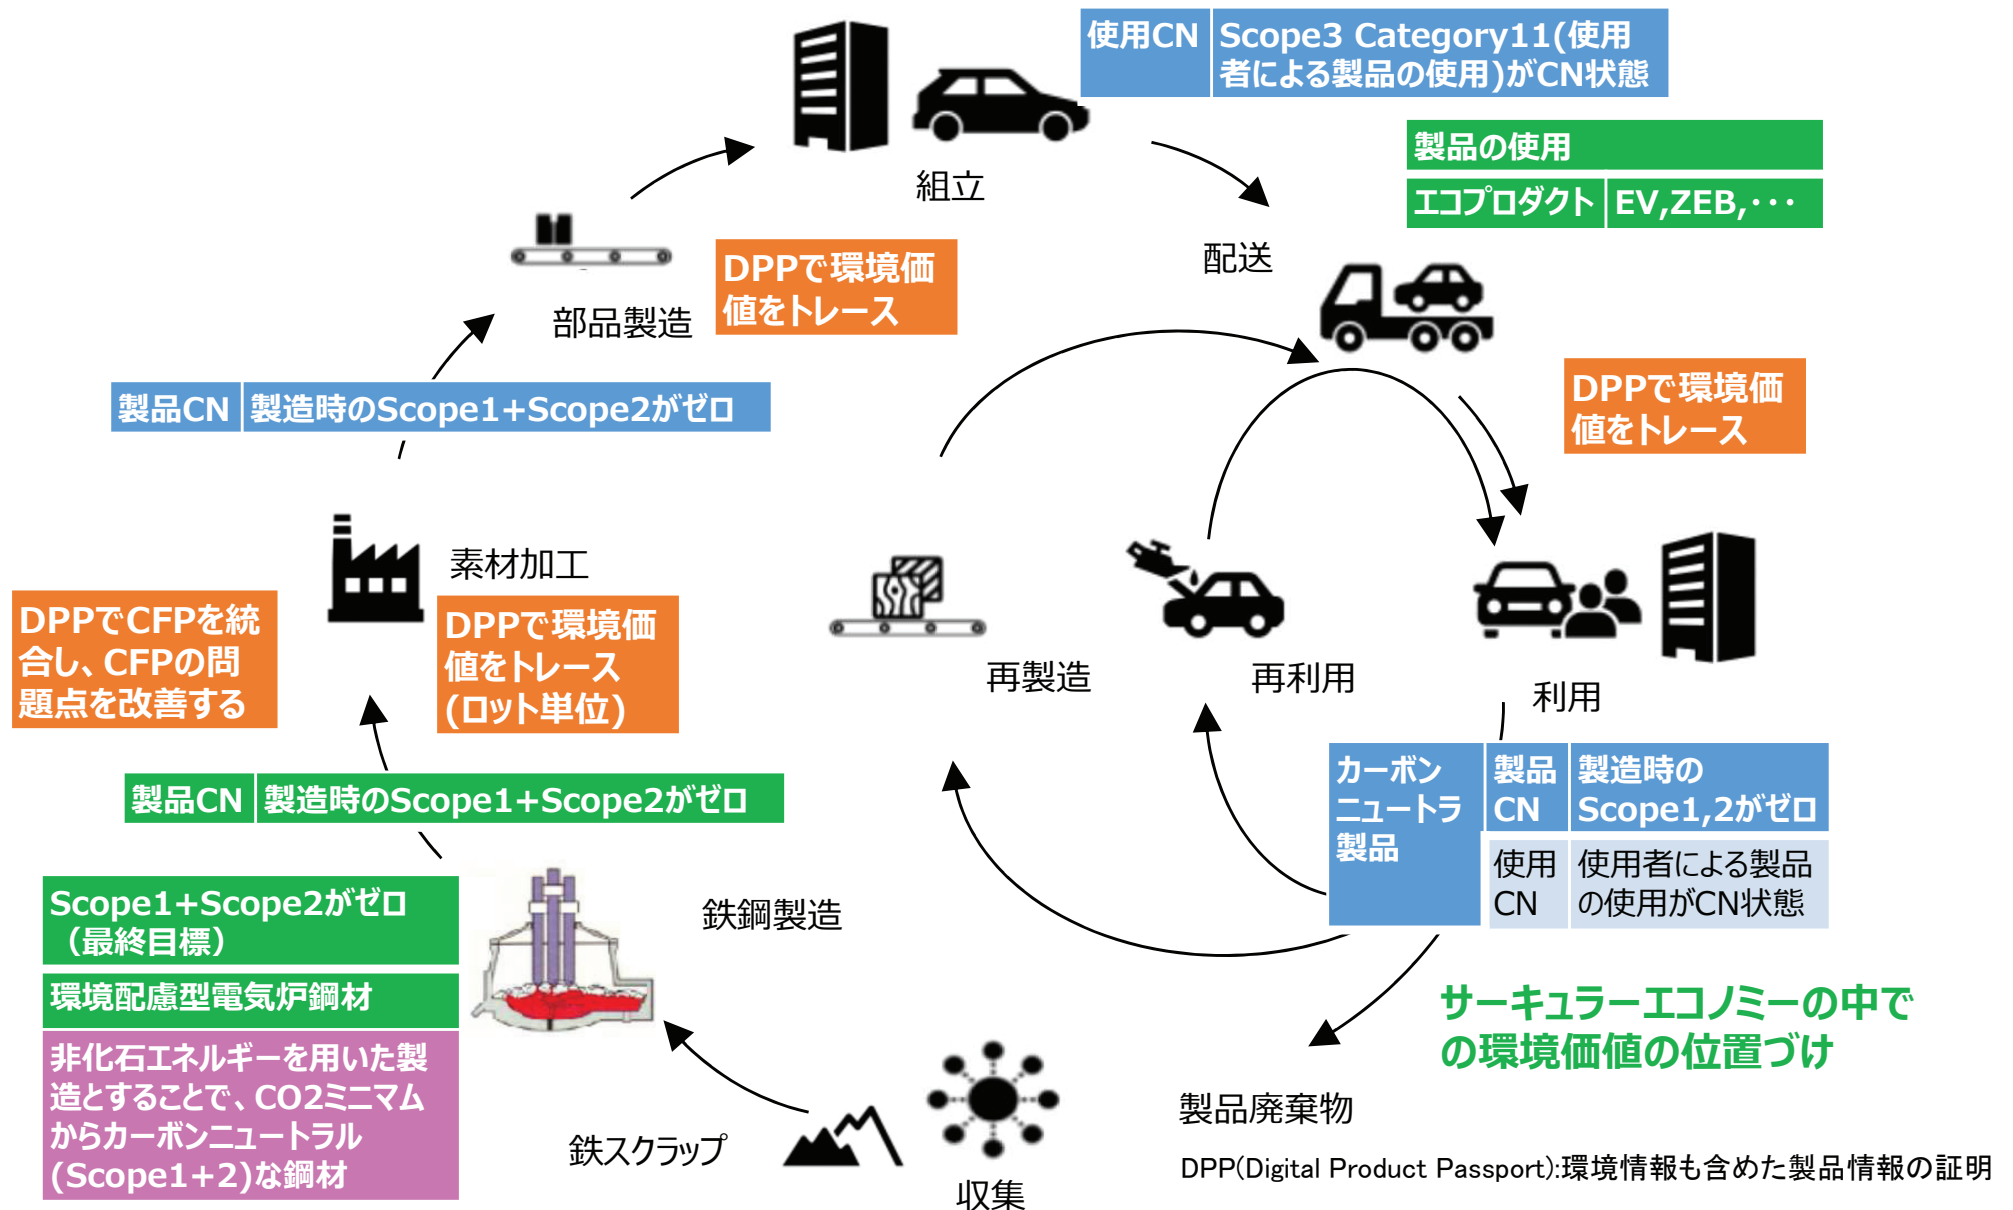 使用CN
Scope3 Category11(使用
者による製品の使用)がCN状態
製品の使用
エコプロダクト
EV,ZEB,・・・
組立
配送
DPPで環境価
値をトレース
部品製造
DPPで環境価
値をトレース
製品CN
製造時のScope1+Scope2がゼロ
素材加工
DPPでCFPを統
合し、CFPの問
題点を改善する
DPPで環境価
値をトレース
(ロット単位)
再製造
再利用
利用
製品CN
製造時のScope1+Scope2がゼロ
カーボン
ニュートラ
製品
製品
CN
製造時の
Scope1,2がゼロ
使用
CN
使用者による製品
の使用がCN状態
Scope1+Scope2がゼロ
（最終目標）
環境配慮型電気炉鋼材
非化石エネルギーを用いた製
造とすることで、CO2ミニマム
からカーボンニュートラル
(Scope1+2)な鋼材
鉄鋼製造
サーキュラーエコノミーの中で
の環境価値の位置づけ
製品廃棄物
鉄スクラップ
収集
DPP(Digital Product Passport):環境情報も含めた製品情報の証明